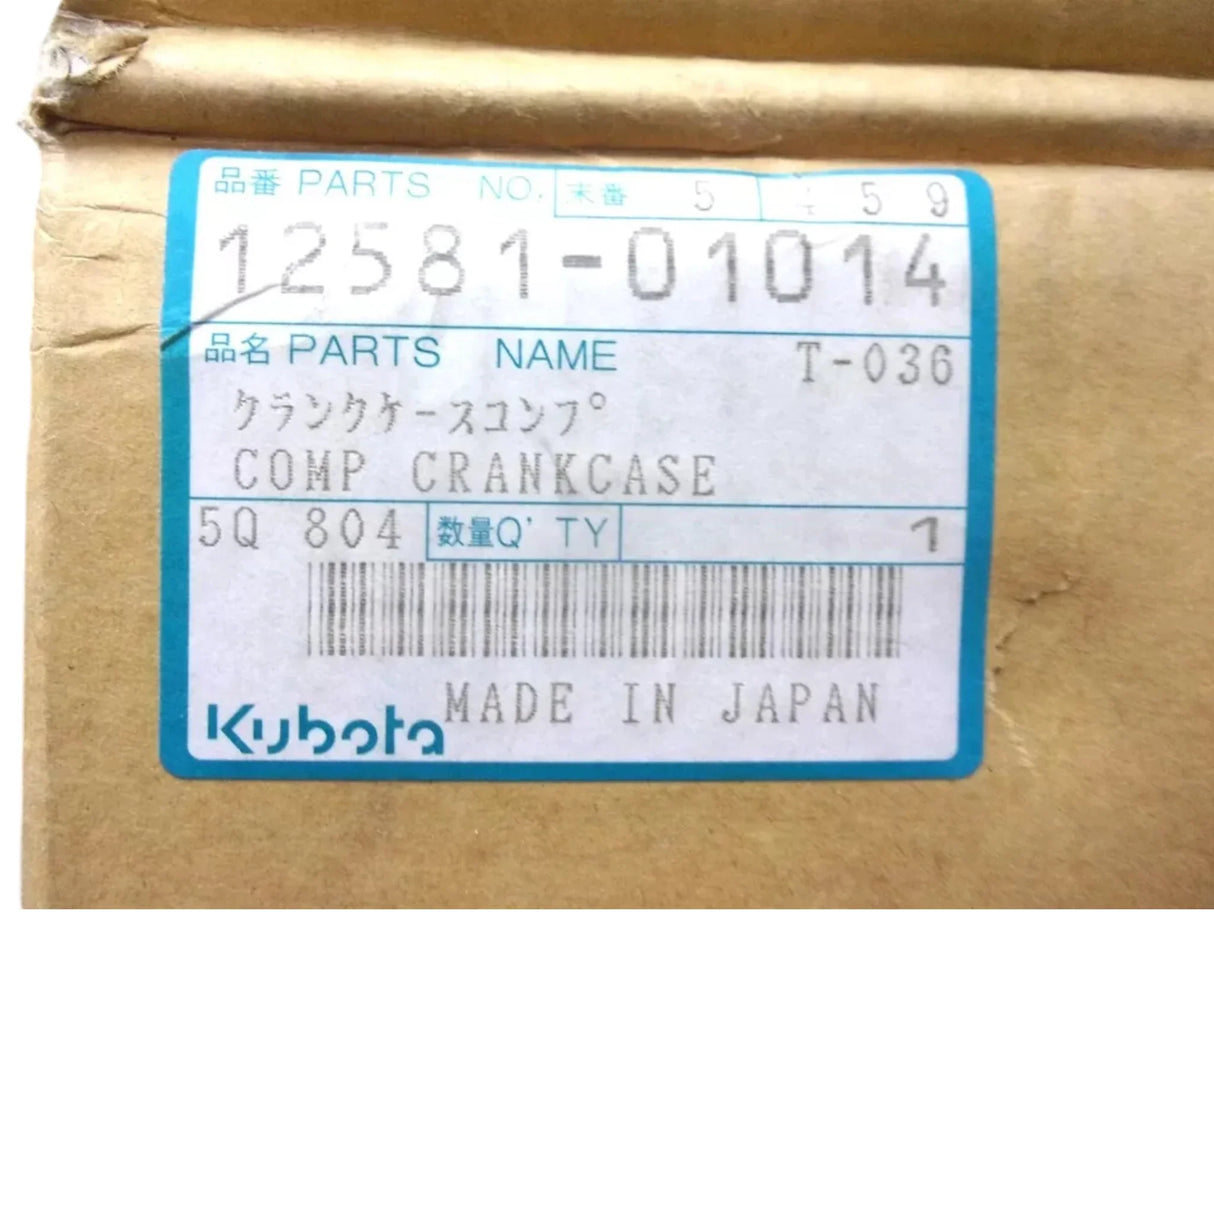 品番 PARTS NO. 末番 5 4 5 9
12581-01014
品名 PARTS NAME T-036
クランクケースコンプ
COMP CRANKCASE
5Q 804 数量Q'TY 1
MADE IN JAPAN
Kubota